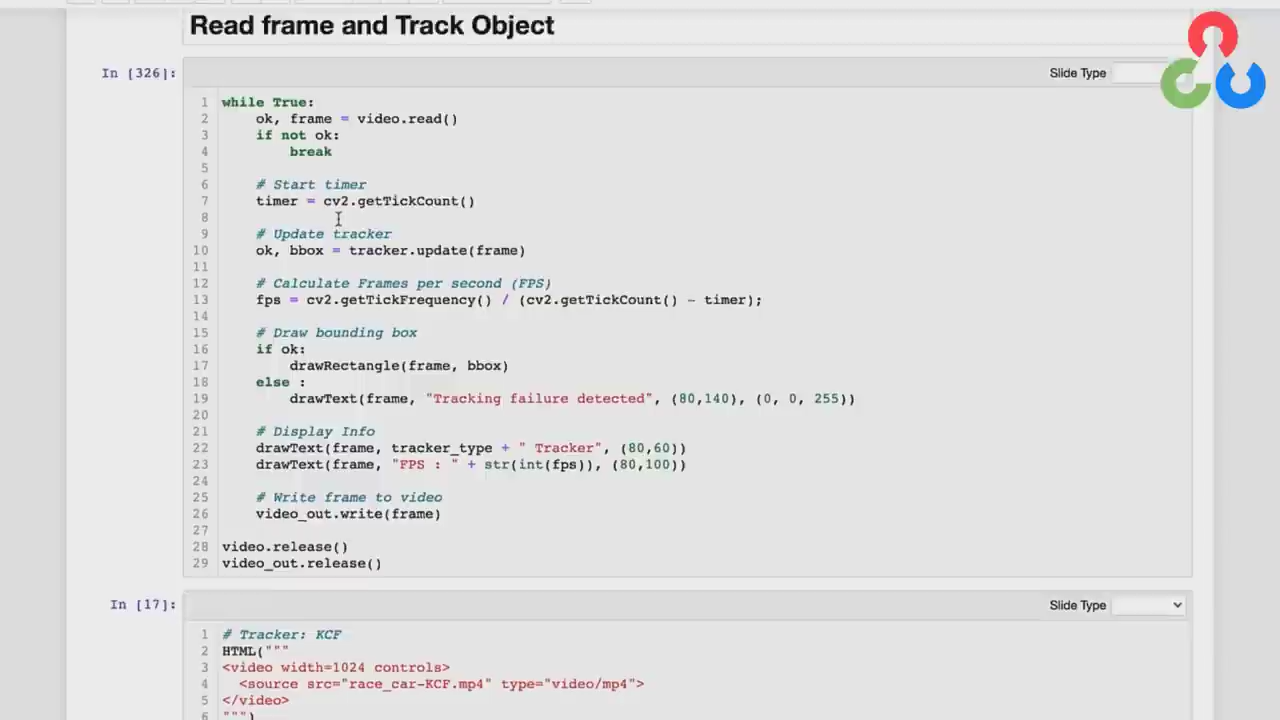 Read frame and Track Object
In [326]:
Slide Type
1 while True:
2     ok, frame = video.read()
3     if not ok:
4         break
5
6     # Start timer
7     timer = cv2.getTickCount()
8
9     # Update tracker
10     ok, bbox = tracker.update(frame)
11
12     # Calculate Frames per second (FPS)
13     fps = cv2.getTickFrequency() / (cv2.getTickCount() - timer);
14
15     # Draw bounding box
16     if ok:
17         drawRectangle(frame, bbox)
18     else :
19         drawText(frame, "Tracking failure detected", (80,140), (0, 0, 255))
20
21     # Display Info
22     drawText(frame, tracker_type + " Tracker", (80,60))
23     drawText(frame, "FPS : " + str(int(fps)), (80,100))
24
25     # Write frame to video
26     video_out.write(frame)
27
28 video.release()
29 video_out.release()
In [17]:
Slide Type
1 # Tracker: KCF
2 HTML("""
3 <video width=1024 controls>
4   <source src="race_car-KCF.mp4" type="video/mp4">
5 </video>
6 """)